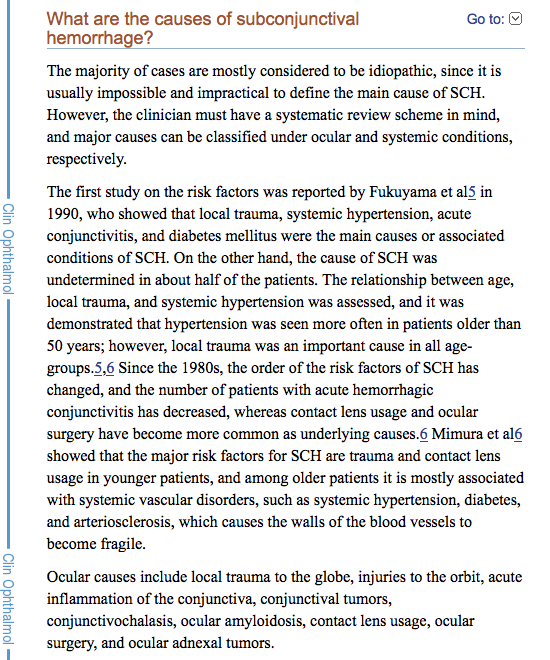 What are the causes of subconjunctival
hemorrhage?
Go to:
The majority of cases are mostly considered to be idiopathic, since it is
usually impossible and impractical to define the main cause of SCH.
However, the clinician must have a systematic review scheme in mind,
and major causes can be classified under ocular and systemic conditions,
respectively.
The first study on the risk factors was reported by Fukuyama et al5 in
1990, who showed that local trauma, systemic hypertension, acute
conjunctivitis, and diabetes mellitus were the main causes or associated
conditions of SCH. On the other hand, the cause of SCH was
undetermined in about half of the patients. The relationship between age,
local trauma, and systemic hypertension was assessed, and it was
demonstrated that hypertension was seen more often in patients older than
50 years; however, local trauma was an important cause in all age-
groups.5,6 Since the 1980s, the order of the risk factors of SCH has
changed, and the number of patients with acute hemorrhagic
conjunctivitis has decreased, whereas contact lens usage and ocular
surgery have become more common as underlying causes.6 Mimura et al6
showed that the major risk factors for SCH are trauma and contact lens
usage in younger patients, and among older patients it is mostly associated
with systemic vascular disorders, such as systemic hypertension, diabetes,
and arteriosclerosis, which causes the walls of the blood vessels to
become fragile.
Ocular causes include local trauma to the globe, injuries to the orbit, acute
inflammation of the conjunctiva, conjunctival tumors,
conjunctivochalasis, ocular amyloidosis, contact lens usage, ocular
surgery, and ocular adnexal tumors.
Clin Ophthalmol
Clin Ophthalmol